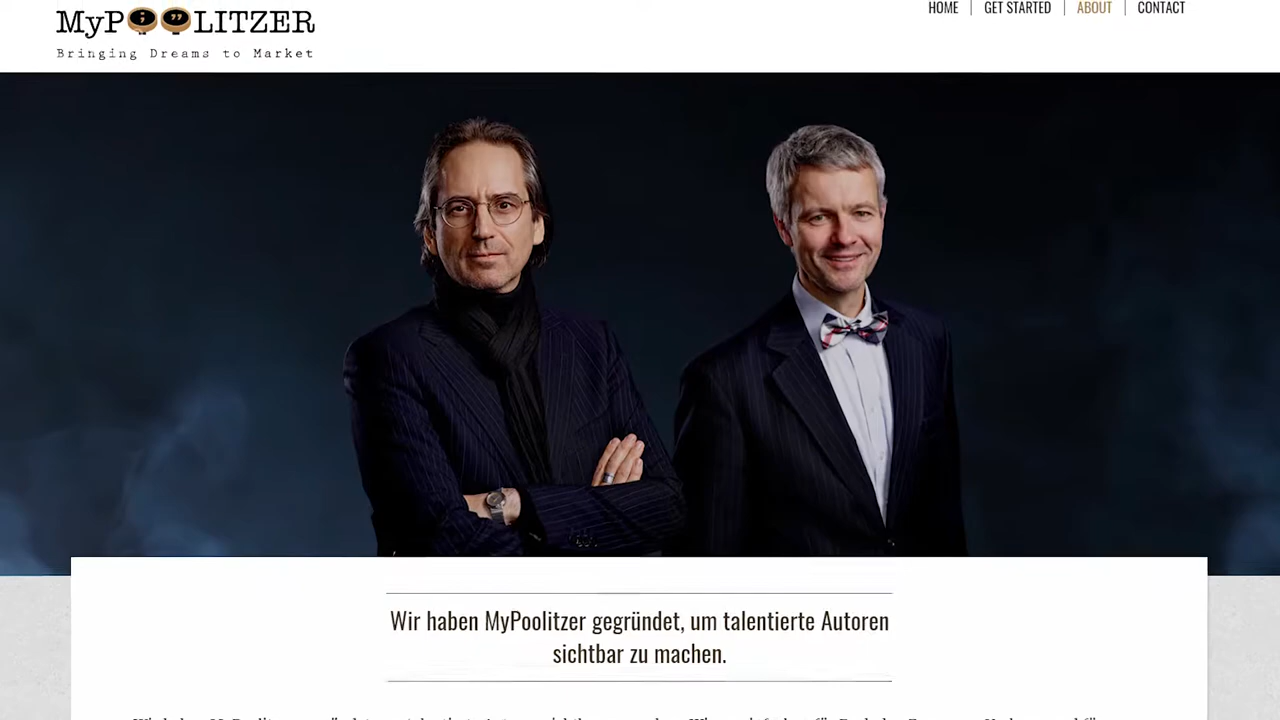 MyPOOLITZER
Bringing Dreams to Market
HOME
GET STARTED
ABOUT
CONTACT
Wir haben MyPoolitzer gegründet, um talentierte Autoren
sichtbar zu machen.